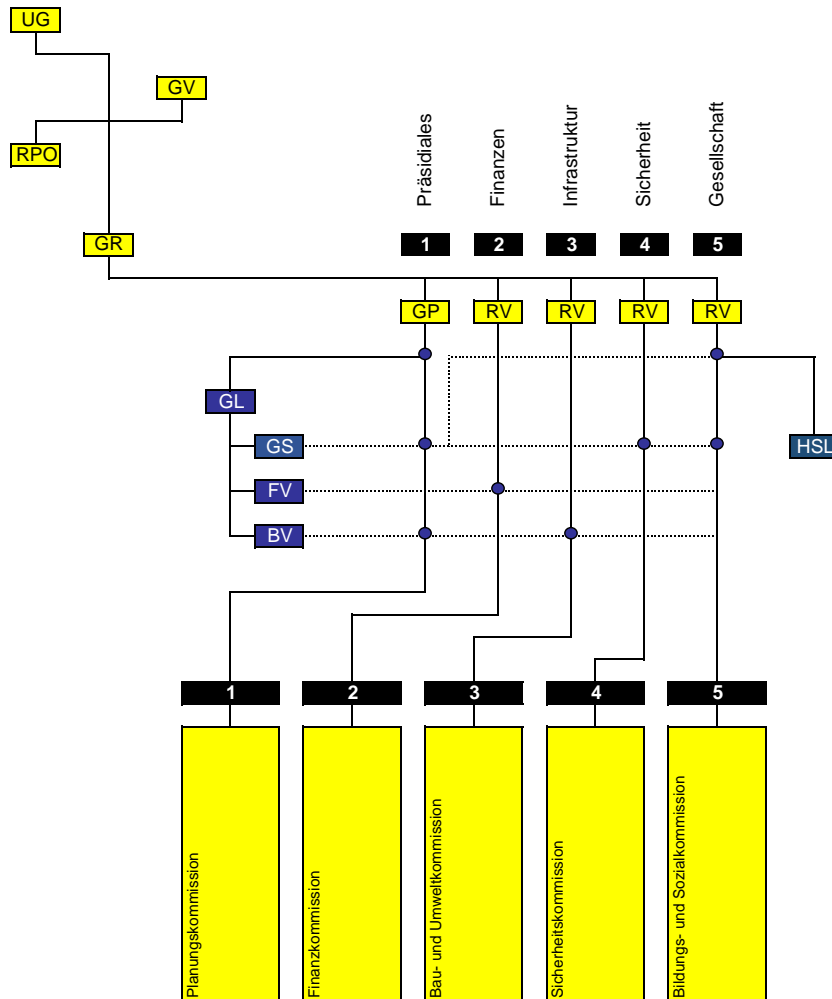 UG
GV
RPO
Präsidiales
Finanzen
Infrastruktur
Sicherheit
Gesellschaft
GR
1
2
3
4
5
GP
RV
RV
RV
RV
GL
GS
HSL
FV
BV
1
2
3
4
5
Planungskommission
Finanzkommission
Bau- und Umweltkommission
Sicherheitskommission
Bildungs- und Sozialkommission